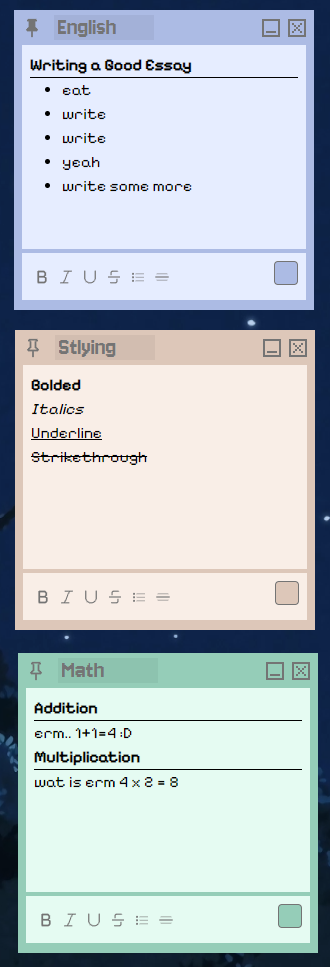 English
Writing a Good Essay
• eat
• write
• write
• yeah
• write some more
B I U S
Stlying
Bolded
Italics
Underline
Strikethrough
B I U S
Math
Addition
erm.. 1+1=4 :D
Multiplication
wat is erm 4 x 2 = 8
B I U S